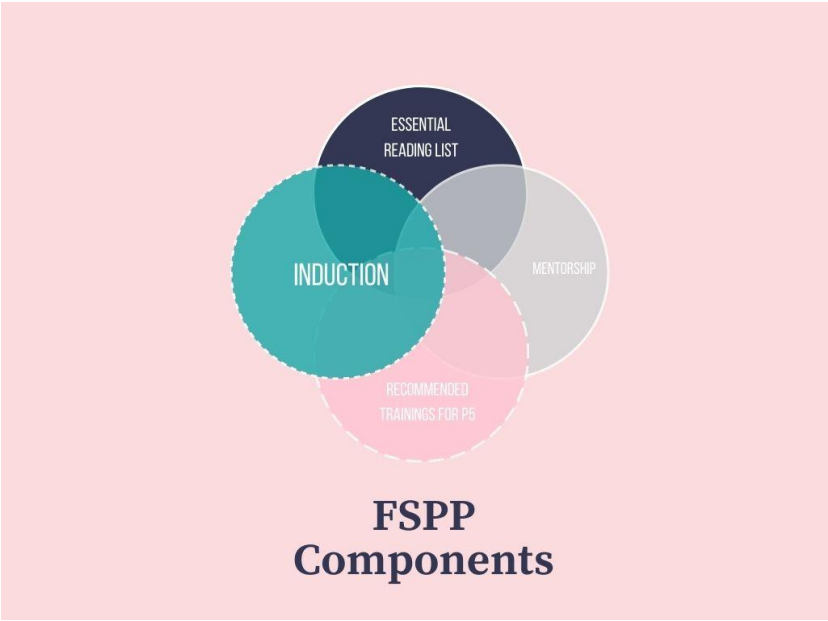 ESSENTIAL
READING LIST
INDUCTION
MENTORSHIP
RECOMMENDED
TRAININGS FOR P5
FSPP
Components